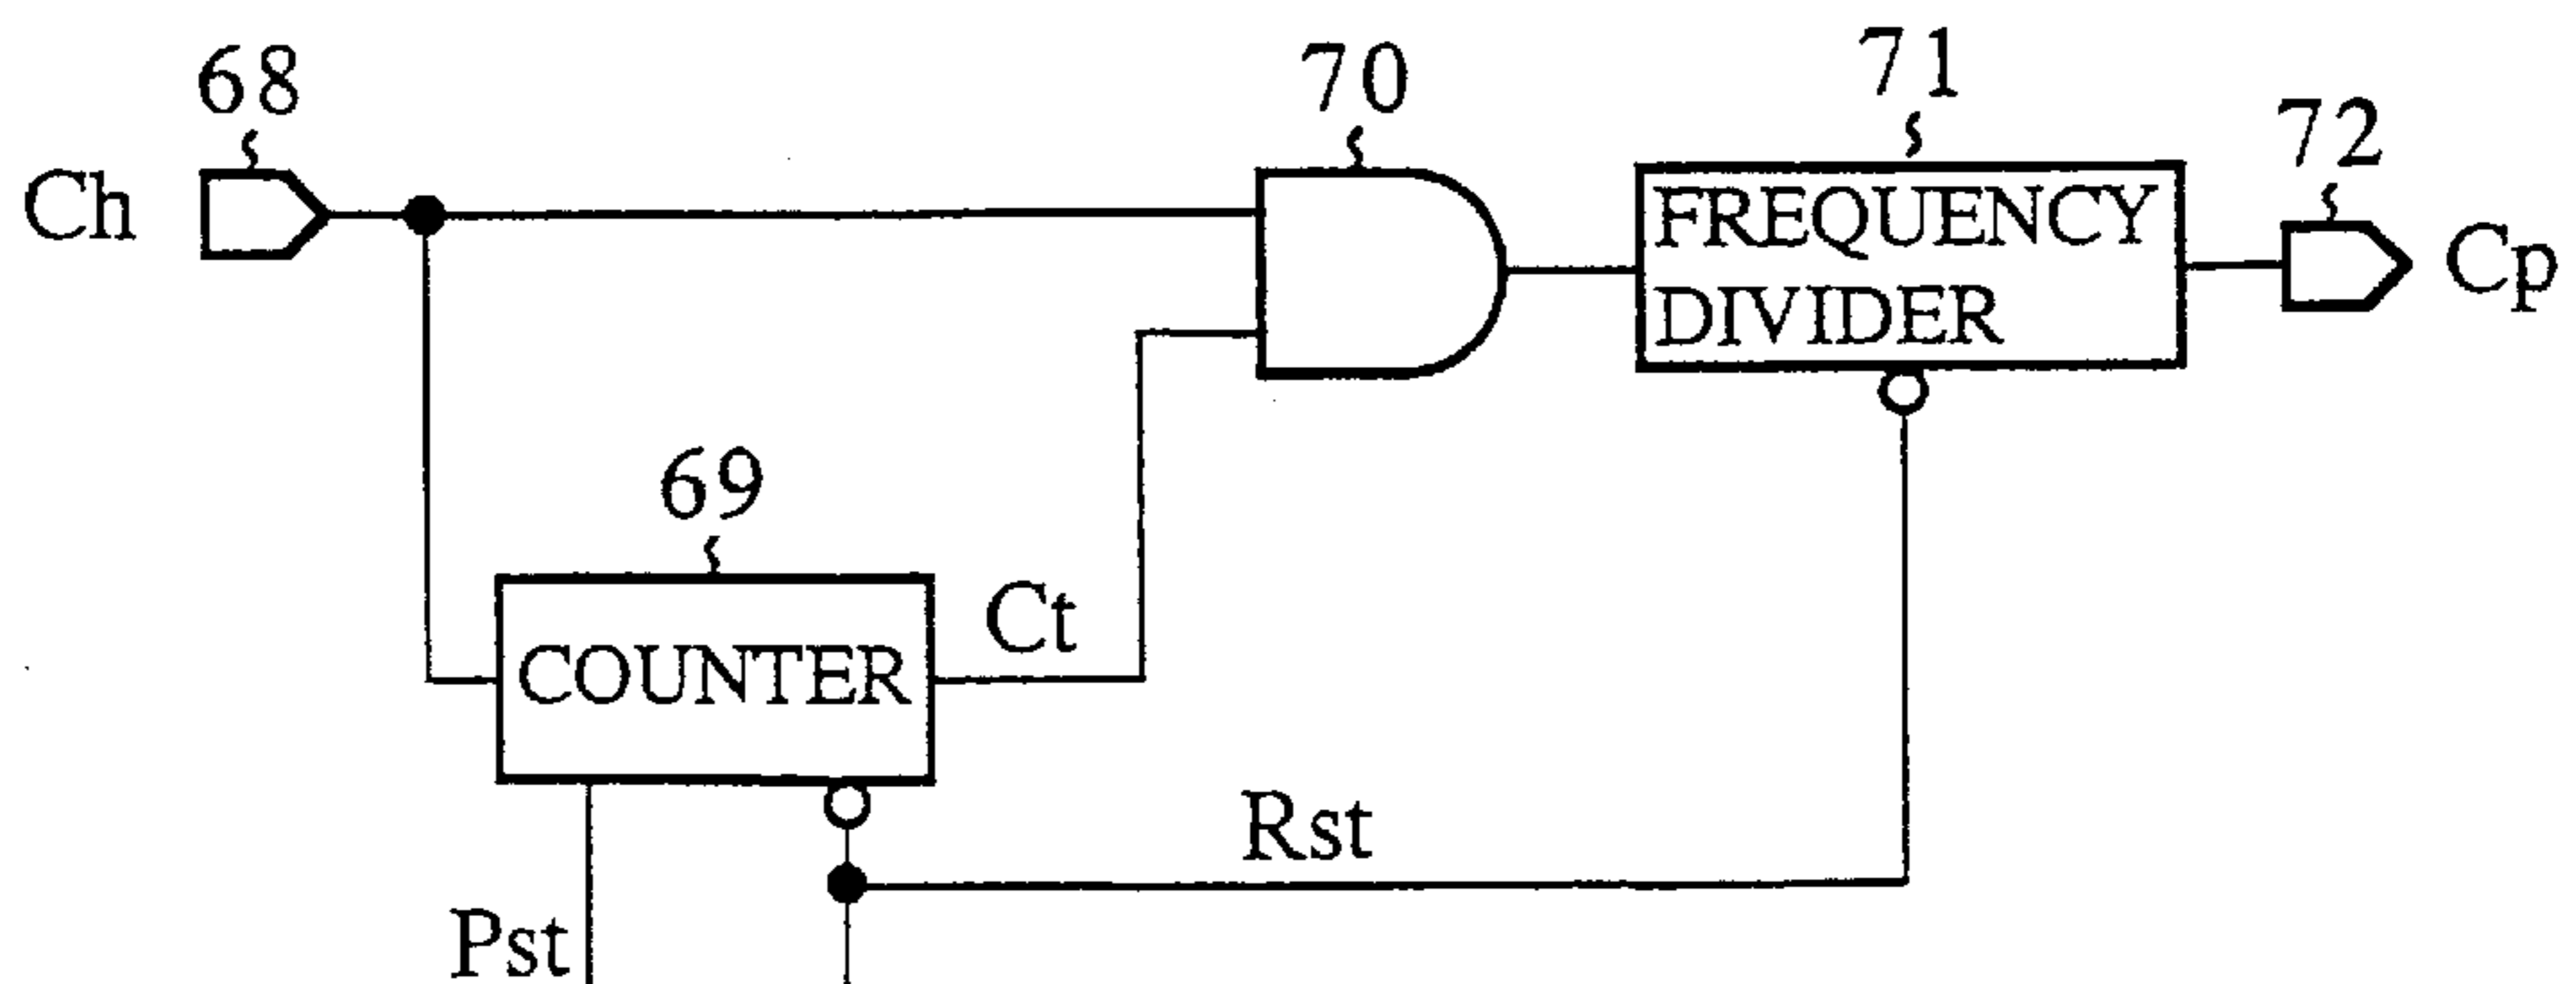 68
70
71
72
Ch
FREQUENCY
DIVIDER
Cp
69
Ct
COUNTER
Rst
Pst